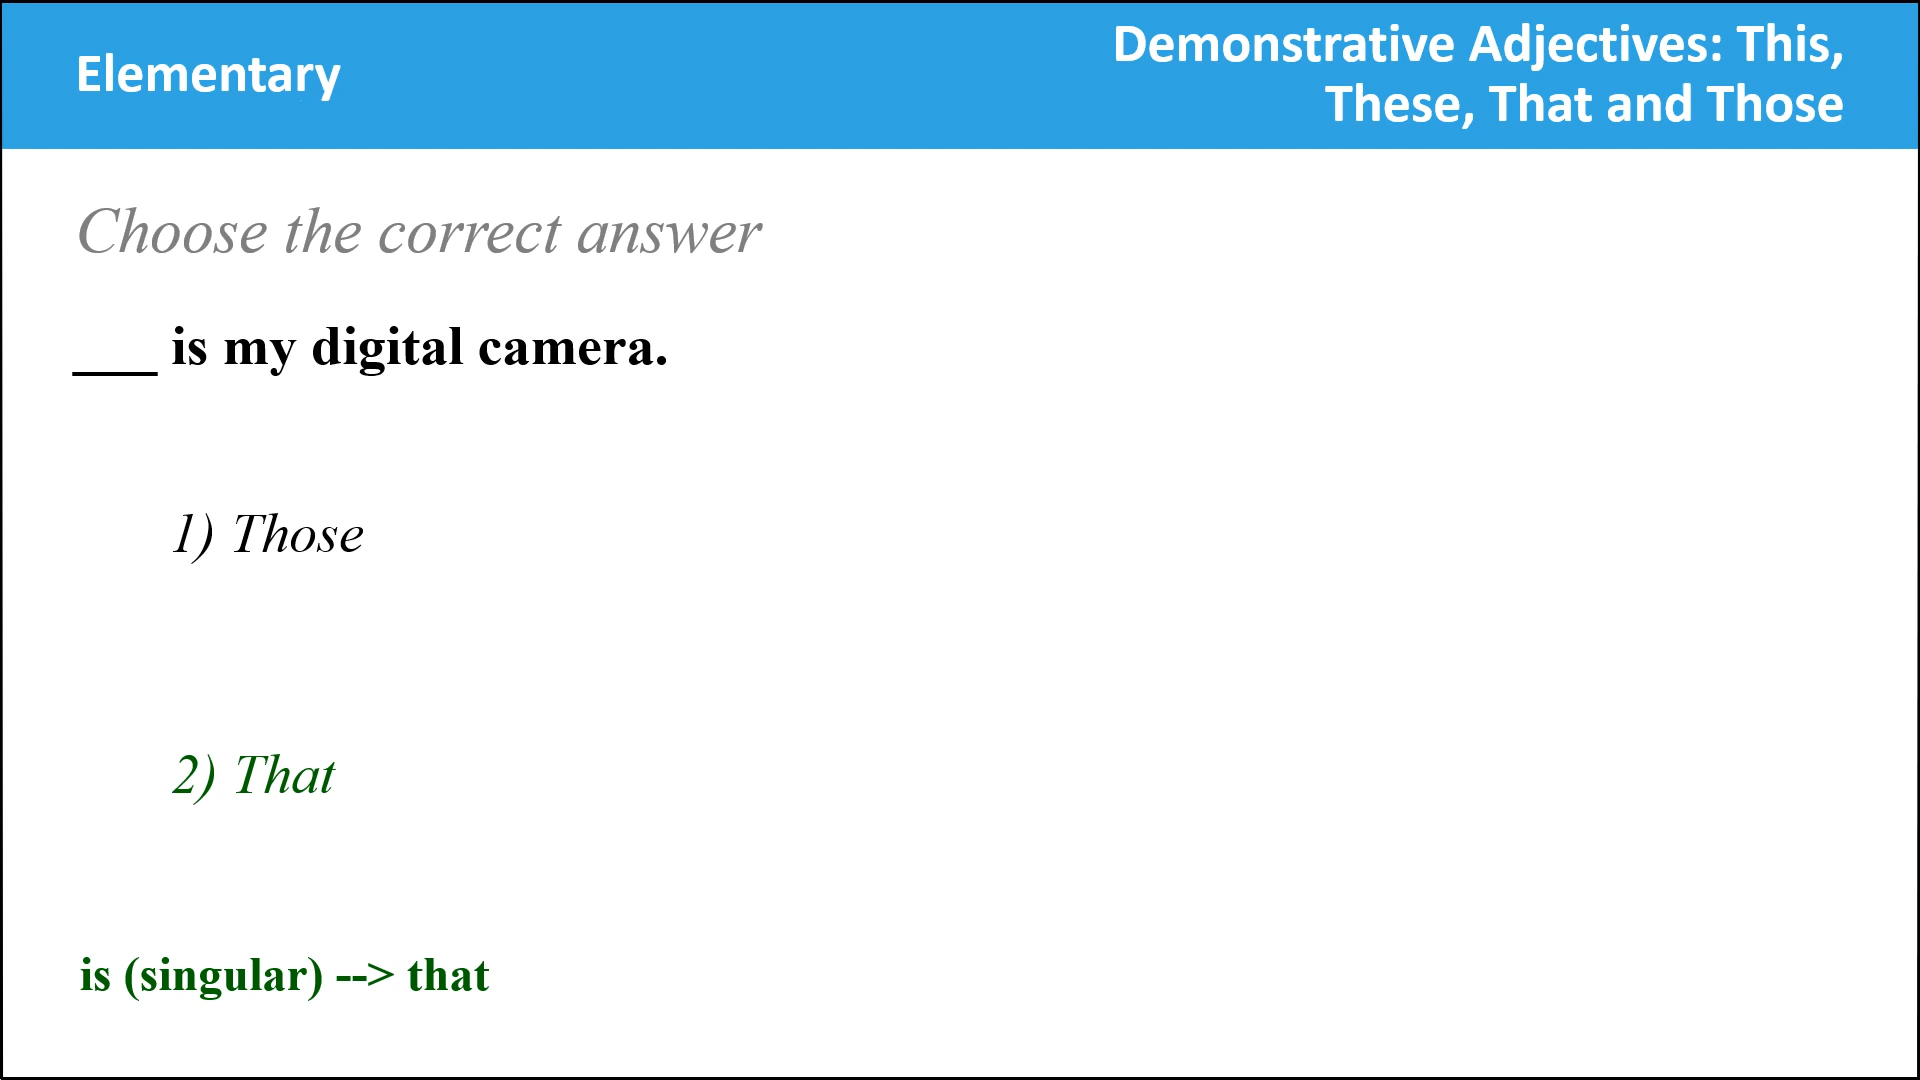 Elementary
Demonstrative Adjectives: This,
These, That and Those
Choose the correct answer
___ is my digital camera.
1) Those
2) That
is (singular) --> that